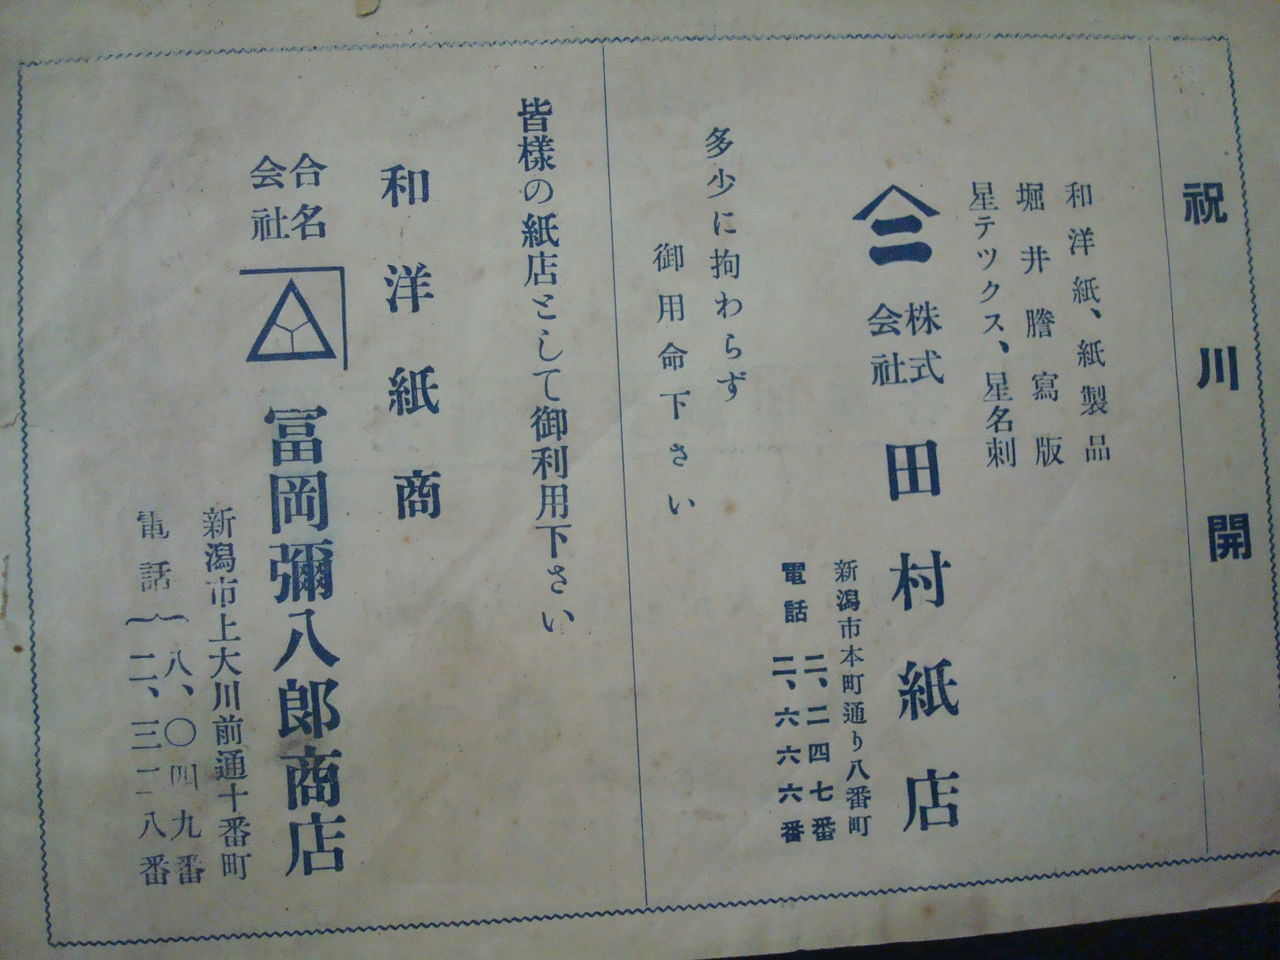 祝川開
和洋紙、紙製品
堀井謄寫版
星テックス、星名刺
二
株式会社 田村紙店
新潟市本町通り八番町
電話 二、二四七番
二、六六六番
多少に拘わらず
御用命下さい
皆様の紙店として御利用下さい
和洋紙商
合名会社 冨岡彌八郎商店
新潟市上大川前通十番町
電話 八、〇四九番
二、三二八番